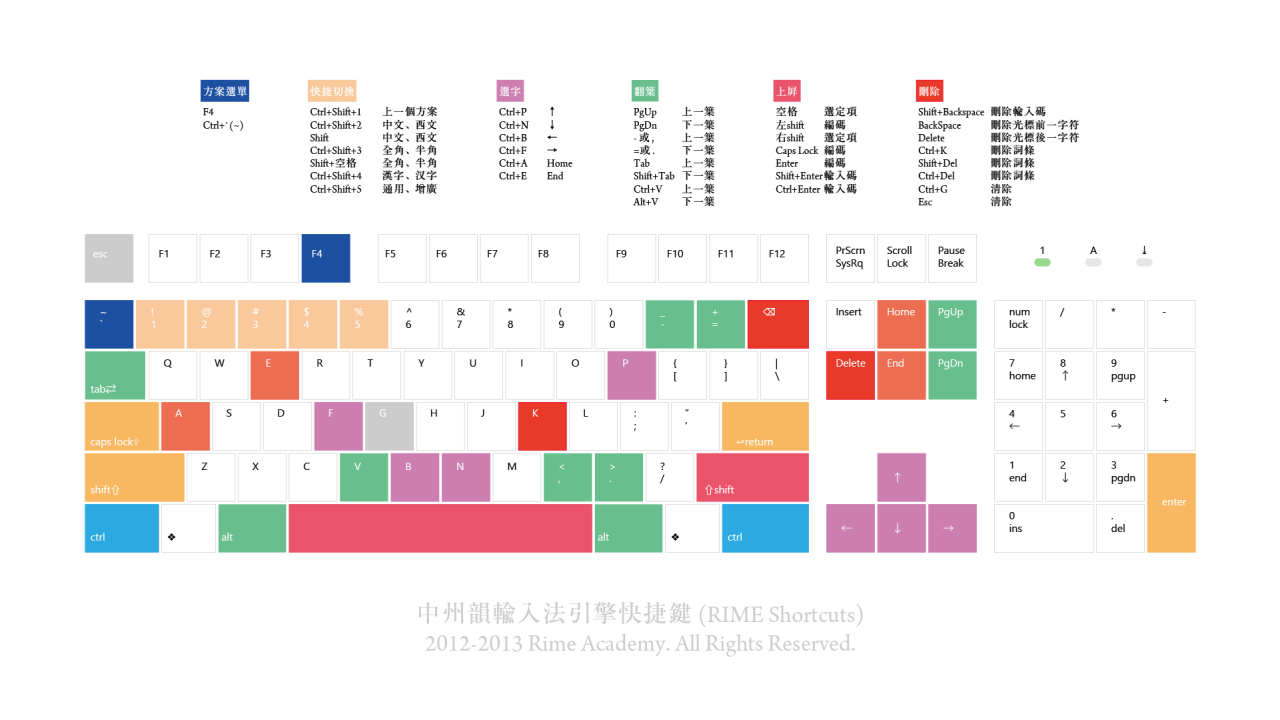 方案選單
F4
Ctrl+`(~)
快捷切換
Ctrl+Shift+1 上一個方案
Ctrl+Shift+2 中文、西文
Shift 中文、西文
Ctrl+Shift+3 全角、半角
Shift+空格 全角、半角
Ctrl+Shift+4 漢字、汉字
Ctrl+Shift+5 通用、增廣
選字
Ctrl+P ↑
Ctrl+N ↓
Ctrl+B ←
Ctrl+F →
Ctrl+A Home
Ctrl+E End
翻葉
PgUp 上一葉
PgDn 下一葉
- 或 , 上一葉
=或 . 下一葉
Tab 上一葉
Shift+Tab 下一葉
Ctrl+V 上一葉
Alt+V 下一葉
上屏
空格 選定項
左shift 編碼
右shift 選定項
Caps Lock 編碼
Enter 編碼
Shift+Enter 輸入碼
Ctrl+Enter 輸入碼
刪除
Shift+Backspace 刪除輸入碼
BackSpace 刪除光標前一字符
Delete 刪除光標後一字符
Ctrl+K 刪除詞條
Shift+Del 刪除詞條
Ctrl+Del 刪除詞條
Ctrl+G 清除
Esc 清除
esc F1 F2 F3 F4 F5 F6 F7 F8 F9 F10 F11 F12
PrScrn Scroll Pause
SysRq Lock Break
1 A ⤓
~ ! @ # $ % ^ & * ( ) _ + ⌫
` 1 2 3 4 5 6 7 8 9 0 - =
Insert Home PgUp
num / * -
lock
tab⇄ Q W E R T Y U I O P { } |
[ ] \
Delete End PgDn
7 8 9 +
home ↑ pgup
caps lock⇪ A S D F G H J K L : " ⏎return
; '
4 5 6
← →
shift⇧ Z X C V B N M < > ? ⇧shift
, . /
↑
1 2 3 enter
end ↓ pgdn
ctrl ❖ alt alt ❖ ctrl
← ↓ →
0 .
ins del
中州韻輸入法引擎快捷鍵 (RIME Shortcuts)
2012-2013 Rime Academy. All Rights Reserved.